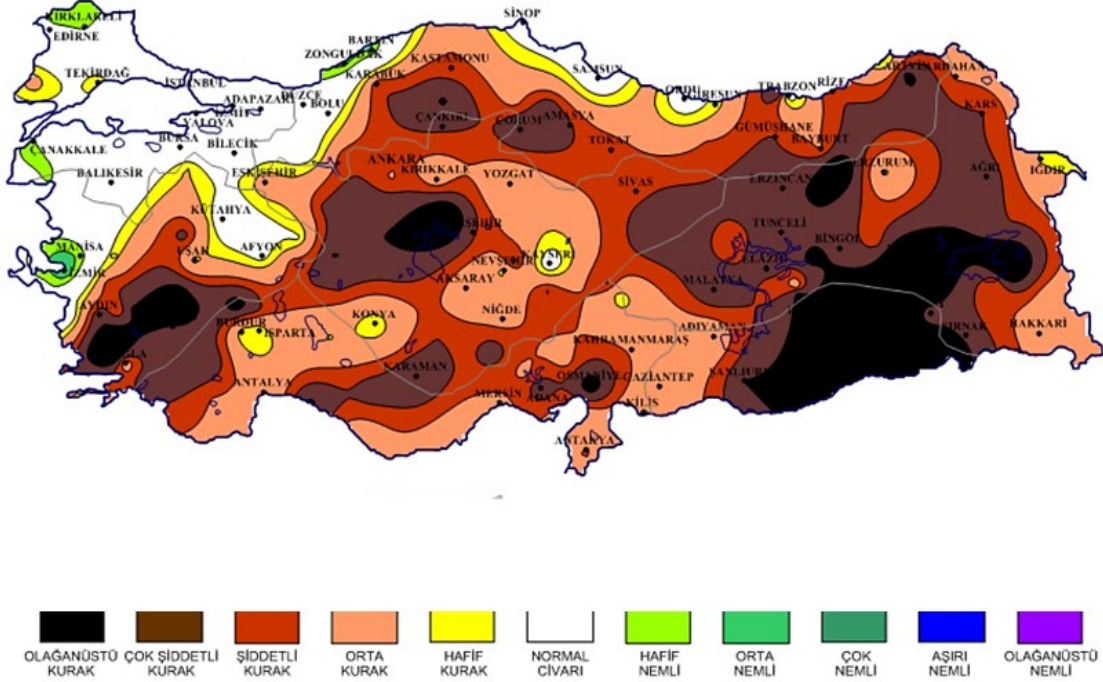 SİNOP
KIRKLARELİ
EDİRNE
BARTIN
ZONGULDAK
KASTAMONU
TEKİRDAĞ
İSTANBUL
KARABÜK
SAMSUN
ARTVİN
ARDAHAN
DÜZCE
ADAPAZARI
BOLU
ORDU
GİRESUN
TRABZON
RİZE
KARS
YALOVA
ÇANKIRI
ÇORUM
AMASYA
GÜMÜŞHANE
BAYBURT
ÇANAKKALE
BURSA
BİLECİK
TOKAT
ANKARA
KIRIKKALE
BALIKESİR
ESKİŞEHİR
YOZGAT
SİVAS
ERZİNCAN
AĞRI
IĞDIR
KÜTAHYA
TUNCELİ
MANİSA
UŞAK
AFYON
BİNGÖL
NEVŞEHİR
AKSARAY
MALATYA
AYDIN
KONYA
NİĞDE
BURDUR
ISPARTA
ADIYAMAN
KAHRAMANMARAŞ
HAKKARİ
KARAMAN
ANTALYA
OSMANİYE
GAZİANTEP
MERSİN
ADANA
KİLİS
ANTAKYA
OLAĞANÜSTÜ KURAK
ÇOK ŞİDDETLİ KURAK
ŞİDDETLİ KURAK
ORTA KURAK
HAFİF KURAK
NORMAL CİVARI
HAFİF NEMLİ
ORTA NEMLİ
ÇOK NEMLİ
AŞIRI NEMLİ
OLAĞANÜSTÜ NEMLİ